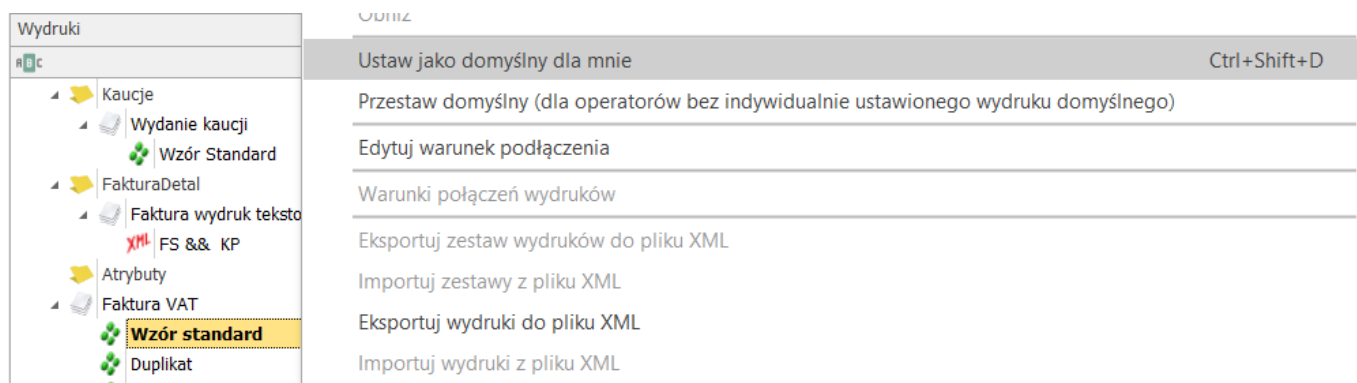 Wydruki
ABC
Kaucje
Wydanie kaucji
Wzór Standard
FakturaDetal
Faktura wydruk teksto
XML FS && KP
Atrybuty
Faktura VAT
Wzór standard
Duplikat
Obniż
Ustaw jako domyślny dla mnie Ctrl+Shift+D
Przestaw domyślny (dla operatorów bez indywidualnie ustawionego wydruku domyślnego)
Edytuj warunek podłączenia
Warunki połączeń wydruków
Eksportuj zestaw wydruków do pliku XML
Importuj zestawy z pliku XML
Eksportuj wydruki do pliku XML
Importuj wydruki z pliku XML